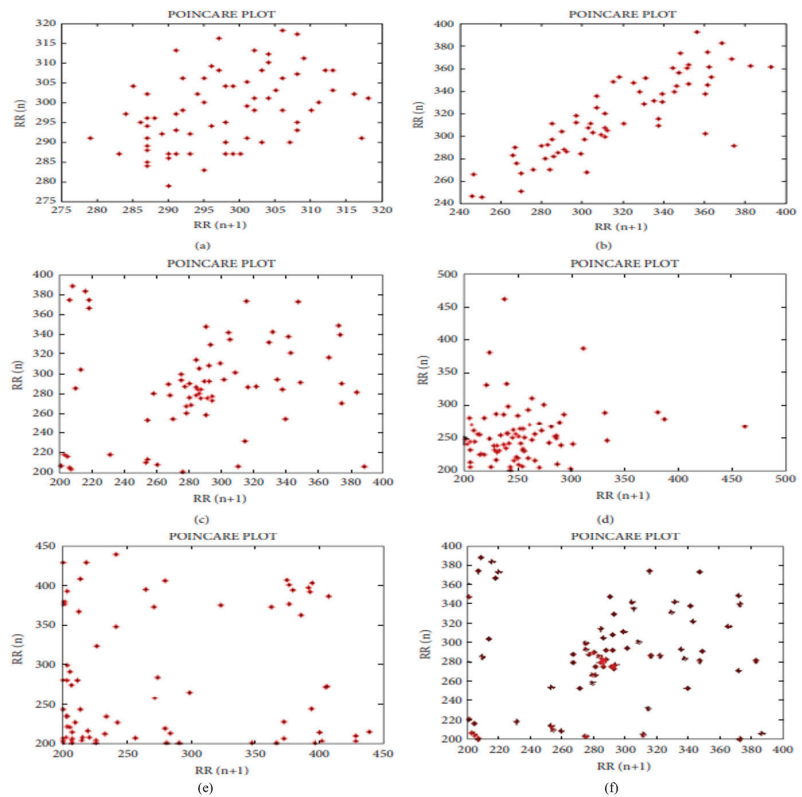 POINCARE PLOT
320
315
310
305
300
295
290
285
280
275
RR (n)
275 280 285 290 295 300 305 310 315 320
RR (n+1)
(a)
POINCARE PLOT
400
380
360
340
320
300
280
260
240
RR (n)
240 260 280 300 320 340 360 380 400
RR (n+1)
(b)
POINCARE PLOT
400
380
360
340
320
300
280
260
240
220
200
RR (n)
200 220 240 260 280 300 320 340 360 380 400
RR (n+1)
(c)
POINCARE PLOT
500
450
400
350
300
250
200
RR (n)
200 250 300 350 400 450 500
RR (n+1)
(d)
POINCARE PLOT
450
400
350
300
250
200
RR (n)
200 250 300 350 400 450
RR (n+1)
(e)
POINCARE PLOT
400
380
360
340
320
300
280
260
240
220
200
RR (n)
200 220 240 260 280 300 320 340 360 380 400
RR (n+1)
(f)